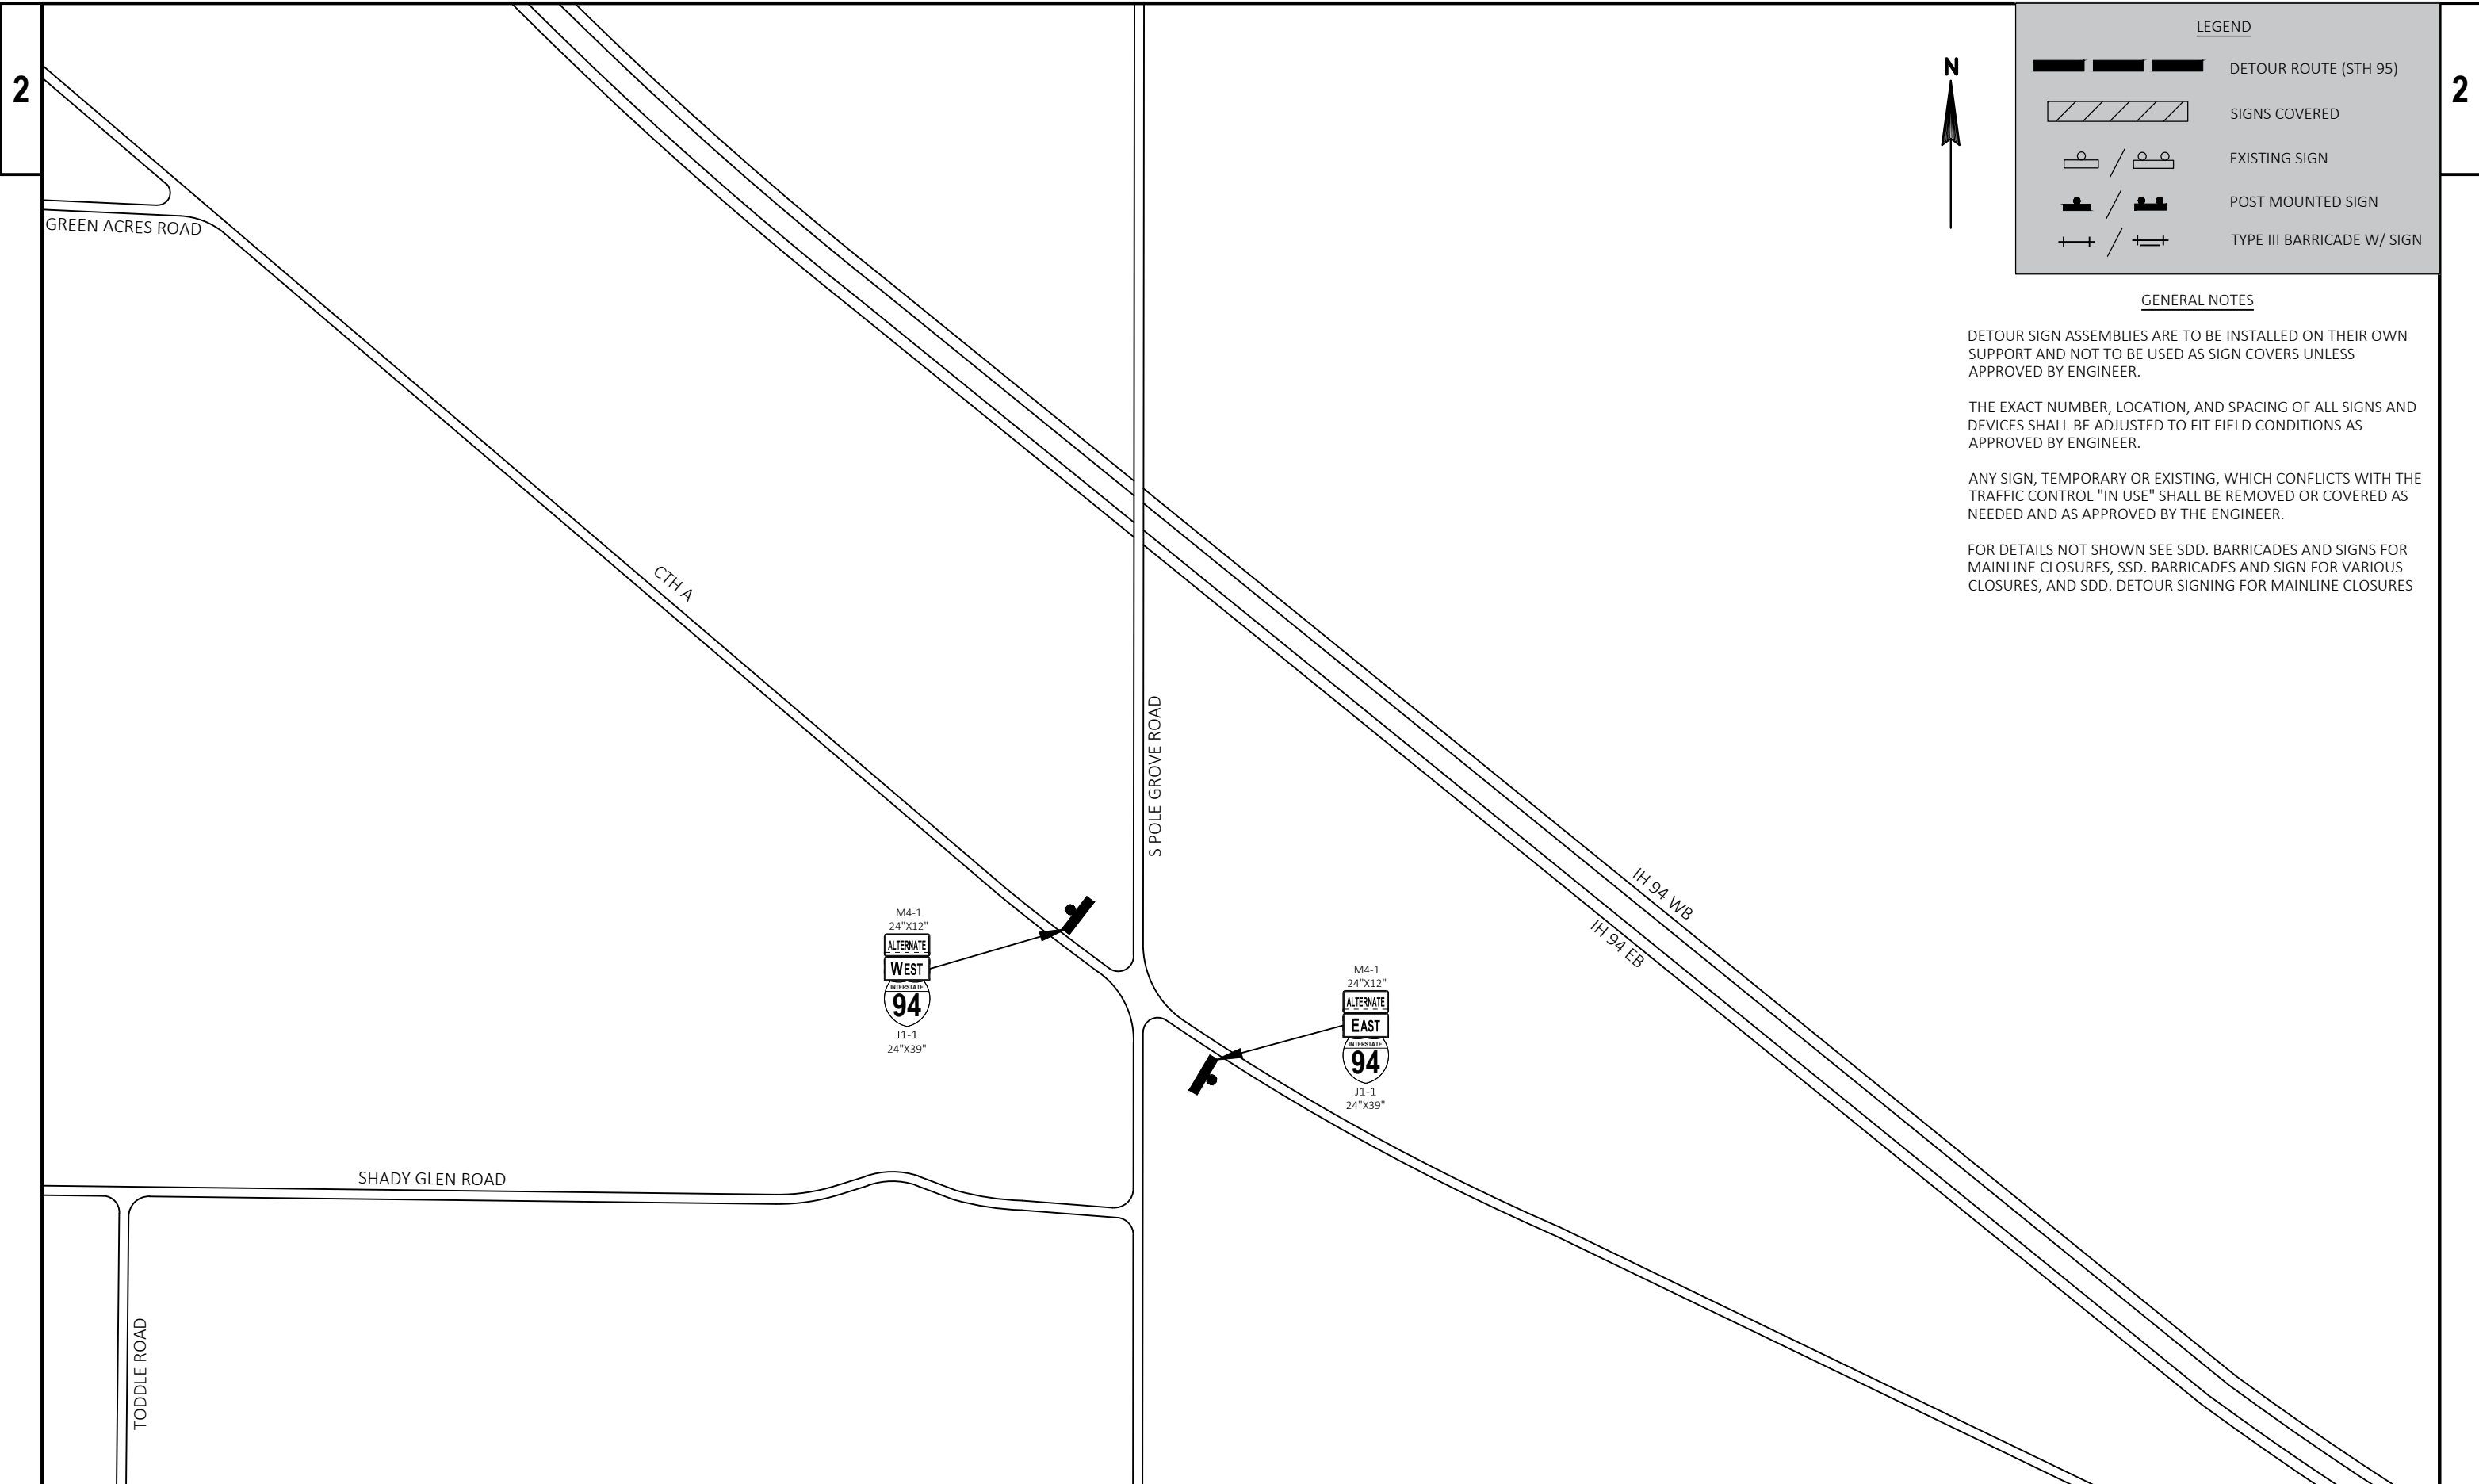 2
LEGEND
DETOUR ROUTE (STH 95)
SIGNS COVERED
EXISTING SIGN
POST MOUNTED SIGN
TYPE III BARRICADE W/ SIGN
2
N
GENERAL NOTES
DETOUR SIGN ASSEMBLIES ARE TO BE INSTALLED ON THEIR OWN
SUPPORT AND NOT TO BE USED AS SIGN COVERS UNLESS
APPROVED BY ENGINEER.
THE EXACT NUMBER, LOCATION, AND SPACING OF ALL SIGNS AND
DEVICES SHALL BE ADJUSTED TO FIT FIELD CONDITIONS AS
APPROVED BY ENGINEER.
ANY SIGN, TEMPORARY OR EXISTING, WHICH CONFLICTS WITH THE
TRAFFIC CONTROL "IN USE" SHALL BE REMOVED OR COVERED AS
NEEDED AND AS APPROVED BY THE ENGINEER.
FOR DETAILS NOT SHOWN SEE SDD. BARRICADES AND SIGNS FOR
MAINLINE CLOSURES, SSD. BARRICADES AND SIGN FOR VARIOUS
CLOSURES, AND SDD. DETOUR SIGNING FOR MAINLINE CLOSURES
GREEN ACRES ROAD
CTH A
S POLE GROVE ROAD
IH 94 WB
IH 94 EB
M4-1
24"X12"
ALTERNATE
WEST
INTERSTATE
94
J1-1
24"X39"
M4-1
24"X12"
ALTERNATE
EAST
INTERSTATE
94
J1-1
24"X39"
SHADY GLEN ROAD
TODDLE ROAD